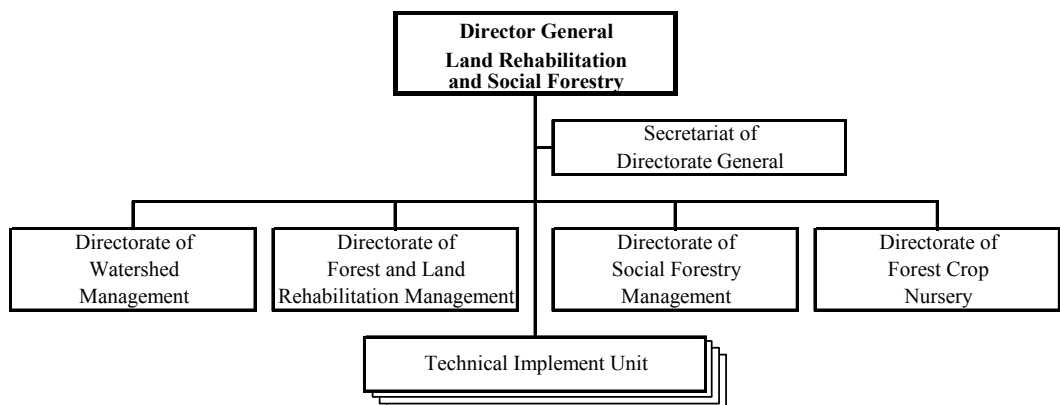 Director General
Land Rehabilitation
and Social Forestry
Secretariat of
Directorate General
Directorate of
Watershed
Management
Directorate of
Forest and Land
Rehabilitation Management
Directorate of
Social Forestry
Management
Directorate of
Forest Crop
Nursery
Technical Implement Unit